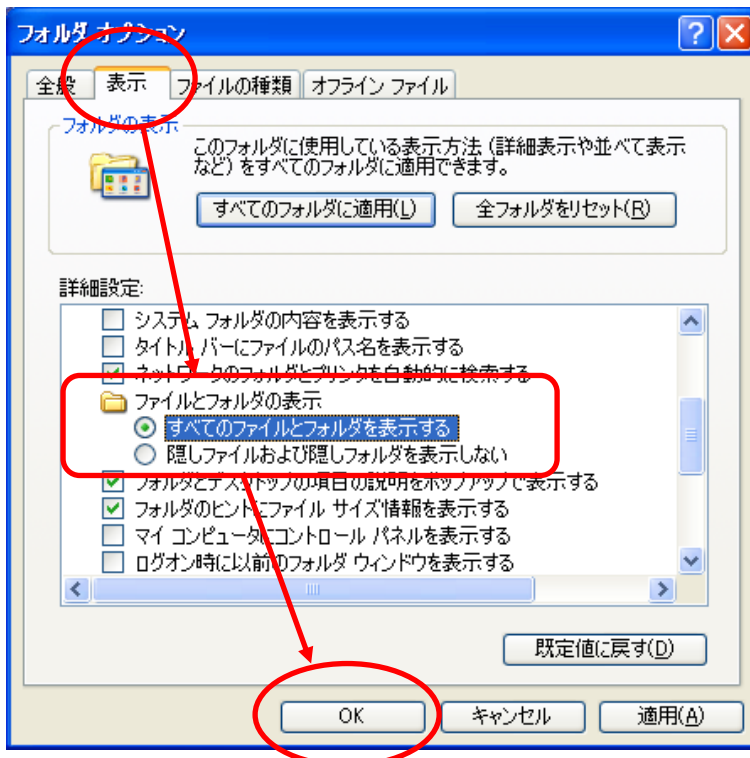 フォルダ オプション
全般 表示 ファイルの種類 オフライン ファイル
フォルダの表示
このフォルダに使用している表示方法 (詳細表示や並べて表示
など) をすべてのフォルダに適用できます。
すべてのフォルダに適用(L) 全フォルダをリセット(R)
詳細設定:
システム フォルダの内容を表示する
タイトル バーにファイルのパス名を表示する
ネットワークのフォルダとプリンタを自動的に検索する
ファイルとフォルダの表示
すべてのファイルとフォルダを表示する
隠しファイルおよび隠しフォルダを表示しない
フォルダとデスクトップの項目の説明をポップアップで表示する
フォルダのヒントにファイル サイズ情報を表示する
マイ コンピュータにコントロール パネルを表示する
ログオン時に以前のフォルダ ウィンドウを表示する
既定値に戻す(D)
OK キャンセル 適用(A)